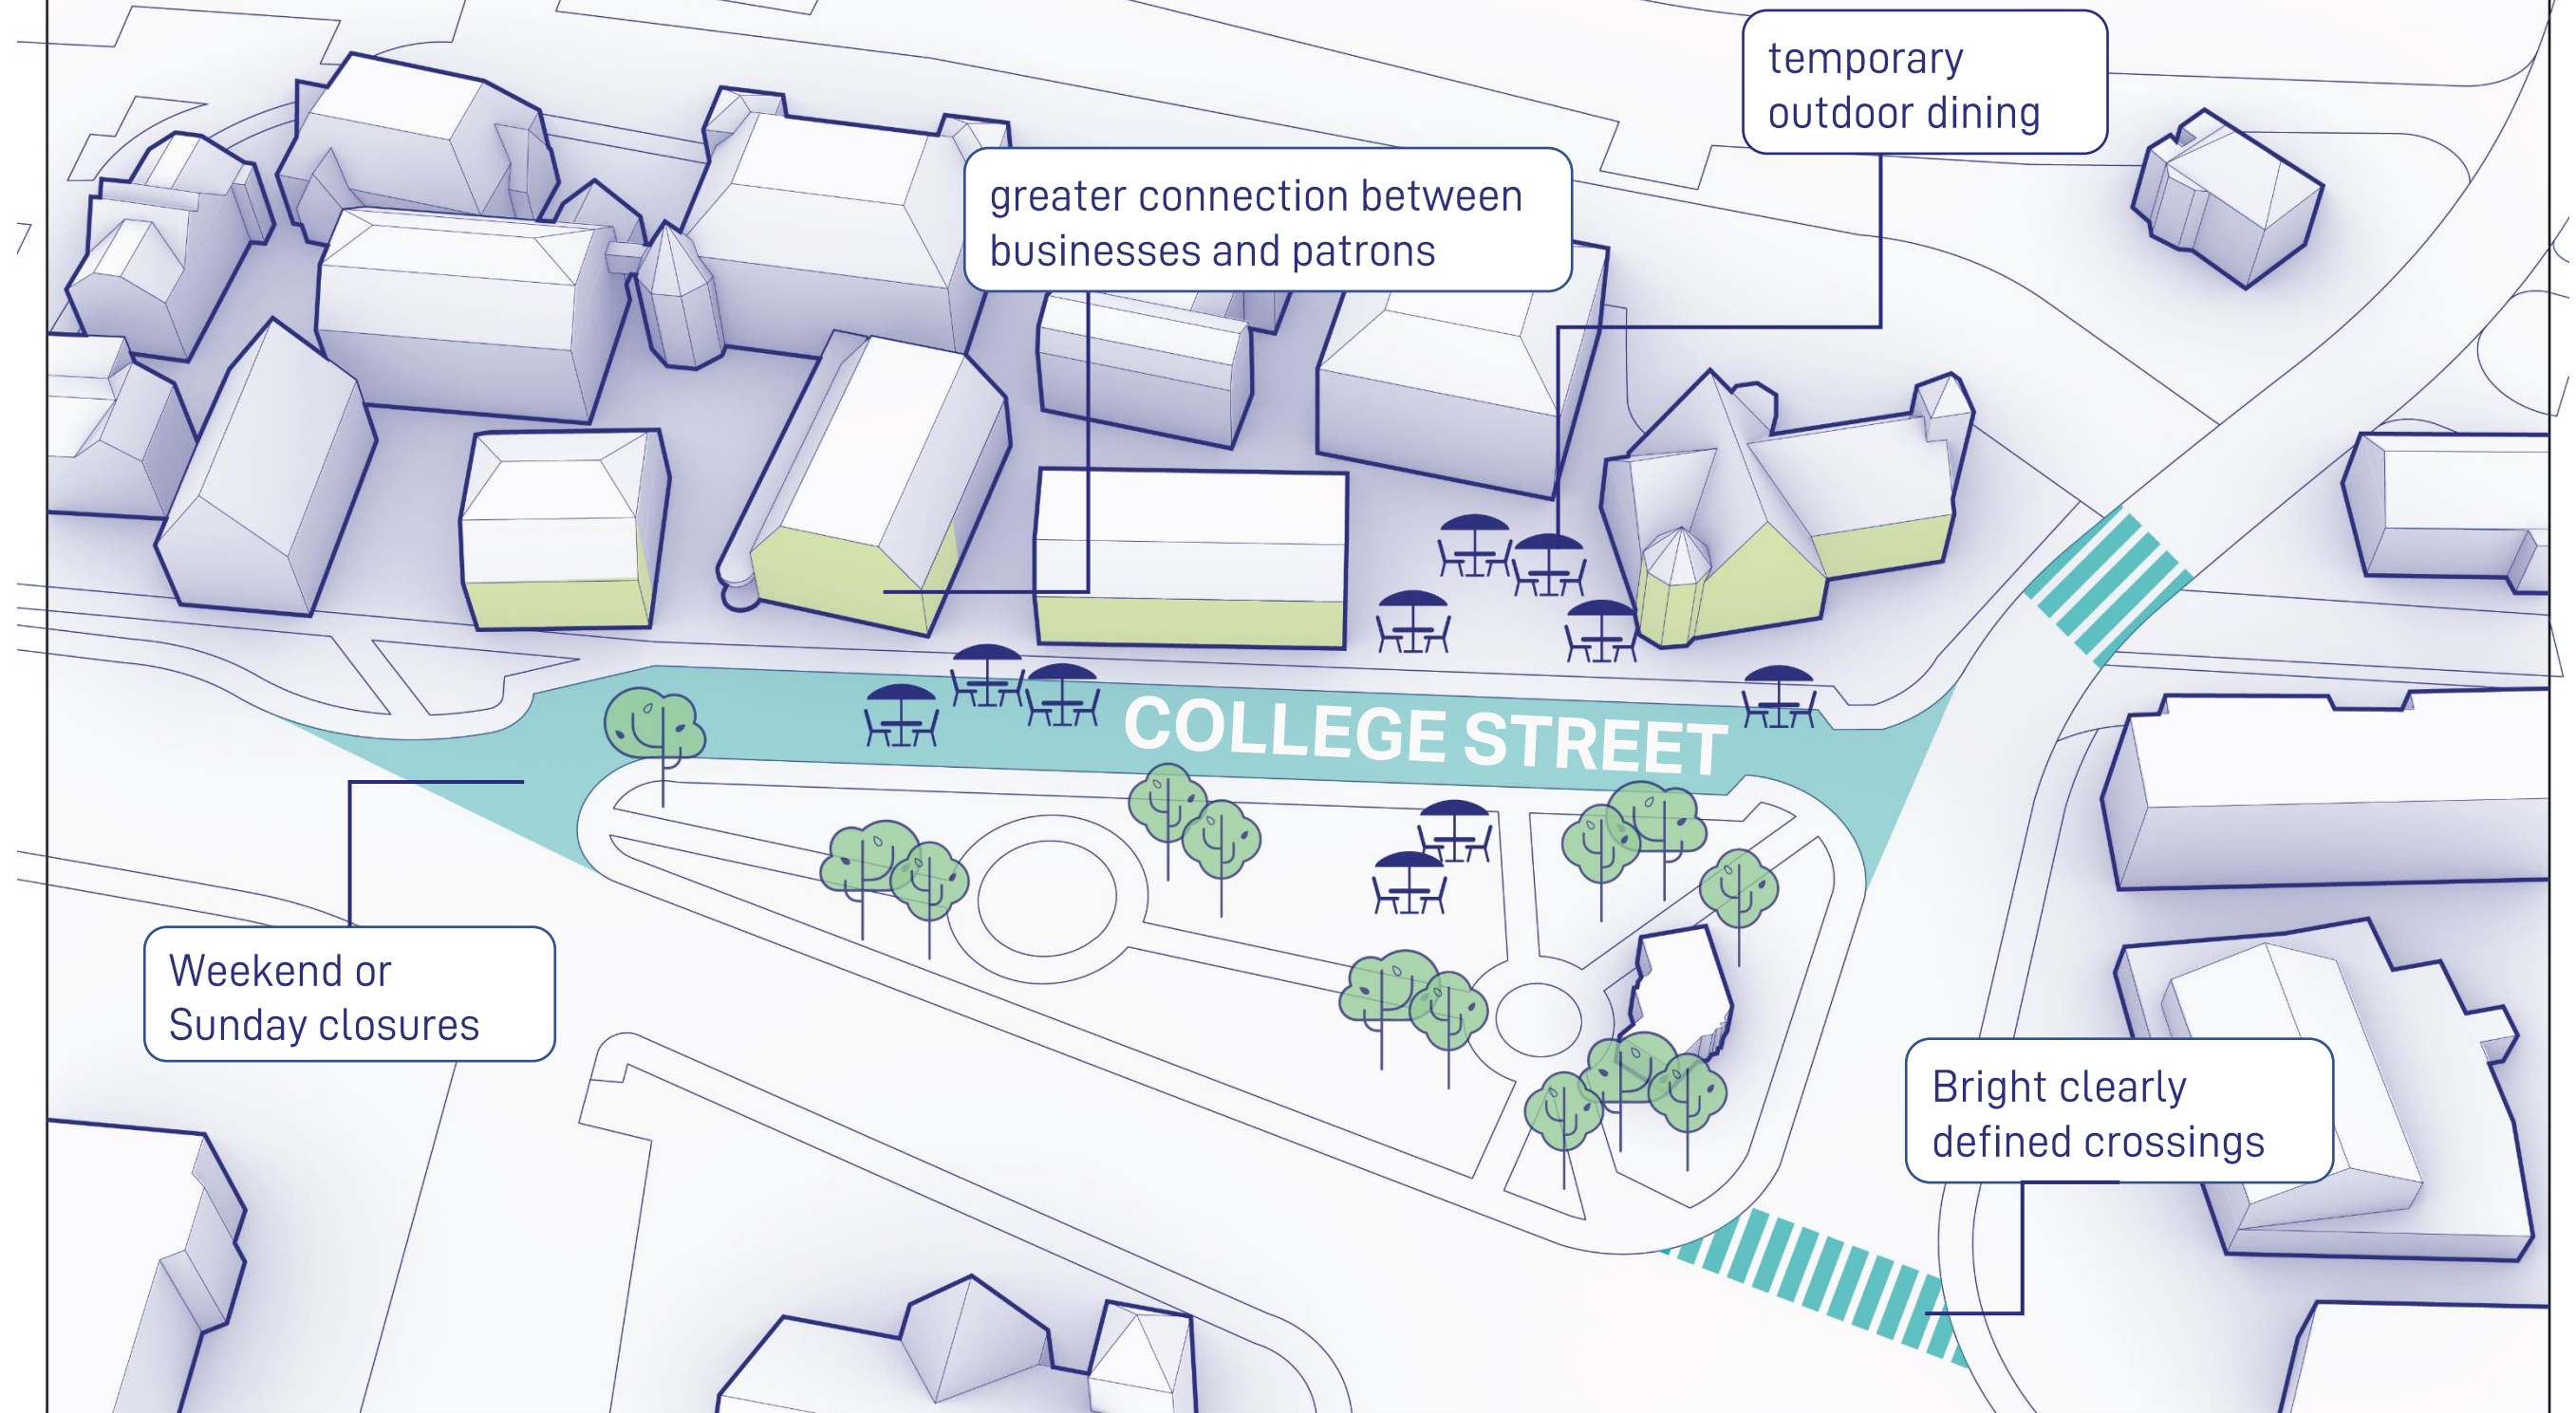 temporary
outdoor dining
greater connection between
businesses and patrons
COLLEGE STREET
Weekend or
Sunday closures
Bright clearly
defined crossings